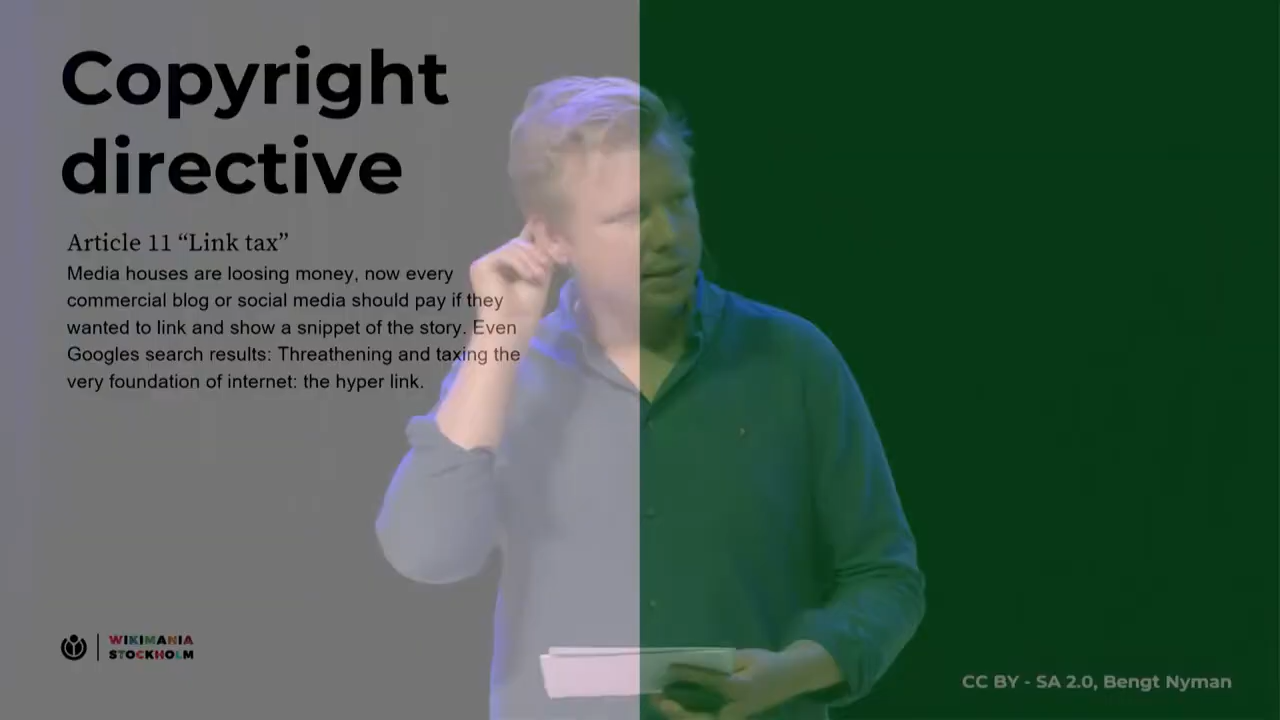 Copyright
directive
Article 11 “Link tax”
Media houses are loosing money, now every
commercial blog or social media should pay if they
wanted to link and show a snippet of the story. Even
Googles search results: Threathening and taxing the
very foundation of internet: the hyper link.
WIKIMANIA
STOCKHOLM
CC BY - SA 2.0, Bengt Nyman